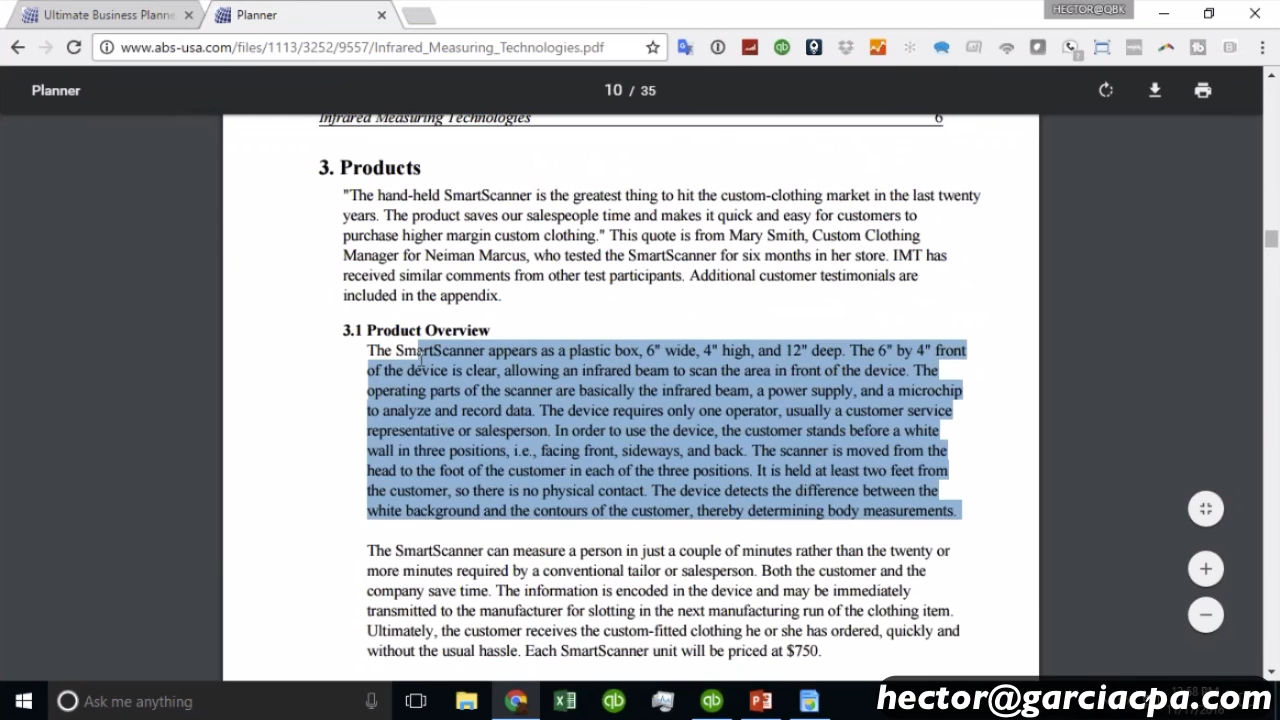 Ultimate Business Planne
Planner
HECTOR@QBK
www.abs-usa.com/files/1113/3252/9557/Infrared_Measuring_Technologies.pdf
Planner
10 / 35
Infrared Measuring Technologies 6
3. Products
"The hand-held SmartScanner is the greatest thing to hit the custom-clothing market in the last twenty
years. The product saves our salespeople time and makes it quick and easy for customers to
purchase higher margin custom clothing." This quote is from Mary Smith, Custom Clothing
Manager for Neiman Marcus, who tested the SmartScanner for six months in her store. IMT has
received similar comments from other test participants. Additional customer testimonials are
included in the appendix.
3.1 Product Overview
The SmartScanner appears as a plastic box, 6" wide, 4" high, and 12" deep. The 6" by 4" front
of the device is clear, allowing an infrared beam to scan the area in front of the device. The
operating parts of the scanner are basically the infrared beam, a power supply, and a microchip
to analyze and record data. The device requires only one operator, usually a customer service
representative or salesperson. In order to use the device, the customer stands before a white
wall in three positions, i.e., facing front, sideways, and back. The scanner is moved from the
head to the foot of the customer in each of the three positions. It is held at least two feet from
the customer, so there is no physical contact. The device detects the difference between the
white background and the contours of the customer, thereby determining body measurements.
The SmartScanner can measure a person in just a couple of minutes rather than the twenty or
more minutes required by a conventional tailor or salesperson. Both the customer and the
company save time. The information is encoded in the device and may be immediately
transmitted to the manufacturer for slotting in the next manufacturing run of the clothing item.
Ultimately, the customer receives the custom-fitted clothing he or she has ordered, quickly and
without the usual hassle. Each SmartScanner unit will be priced at $750.
Ask me anything
hector@garciacpa.com